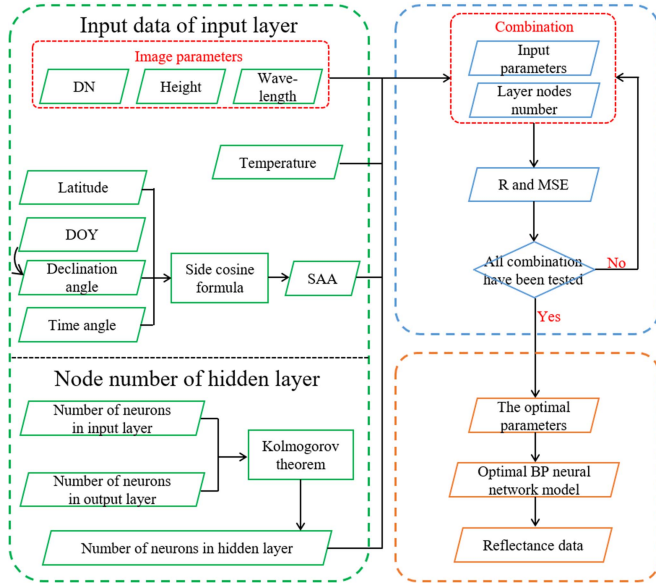 Input data of input layer
Image parameters
DN
Height
Wave-
length
Temperature
Latitude
DOY
Declination
angle
Time angle
Side cosine
formula
SAA
Node number of hidden layer
Number of neurons
in input layer
Number of neurons
in output layer
Kolmogorov
theorem
Number of neurons in hidden layer
Combination
Input
parameters
Layer nodes
number
R and MSE
All combination
have been tested
No
Yes
The optimal
parameters
Optimal BP neural
network model
Reflectance data